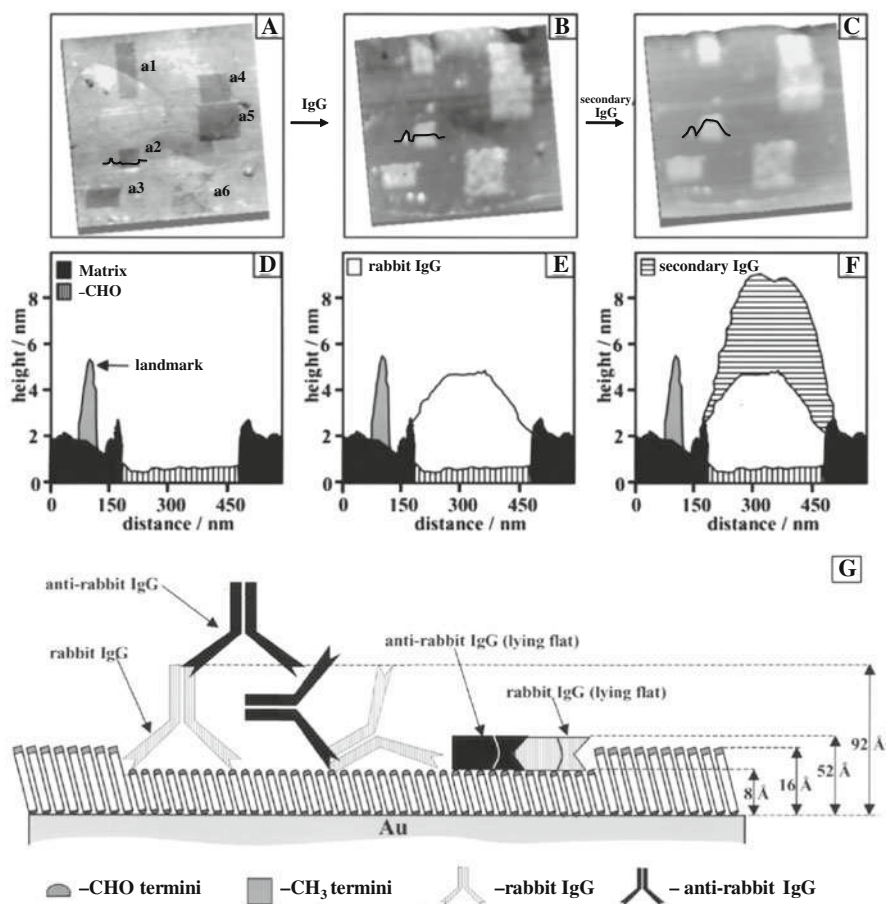 A
B
C
a1
a4
a5
a2
a3
a6
IgG
secondary
IgG
D
Matrix
–CHO
landmark
height / nm
8
6
4
2
0
0 150 300 450
distance / nm
E
rabbit IgG
height / nm
8
6
4
2
0
0 150 300 450
distance / nm
F
secondary IgG
height / nm
8
6
4
2
0
0 150 300 450
distance / nm
G
anti-rabbit IgG
rabbit IgG
anti-rabbit IgG (lying flat)
rabbit IgG (lying flat)
8 Å
16 Å
52 Å
92 Å
Au
–CHO termini
–CH₃ termini
–rabbit IgG
– anti-rabbit IgG